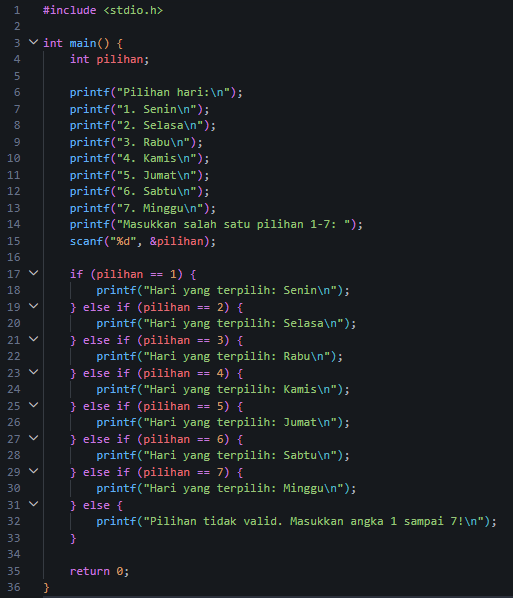 1 #include <stdio.h>
2
3 int main() {
4     int pilihan;
5
6     printf("Pilihan hari:\n");
7     printf("1. Senin\n");
8     printf("2. Selasa\n");
9     printf("3. Rabu\n");
10     printf("4. Kamis\n");
11     printf("5. Jumat\n");
12     printf("6. Sabtu\n");
13     printf("7. Minggu\n");
14     printf("Masukkan salah satu pilihan 1-7: ");
15     scanf("%d", &pilihan);
16
17     if (pilihan == 1) {
18         printf("Hari yang terpilih: Senin\n");
19     } else if (pilihan == 2) {
20         printf("Hari yang terpilih: Selasa\n");
21     } else if (pilihan == 3) {
22         printf("Hari yang terpilih: Rabu\n");
23     } else if (pilihan == 4) {
24         printf("Hari yang terpilih: Kamis\n");
25     } else if (pilihan == 5) {
26         printf("Hari yang terpilih: Jumat\n");
27     } else if (pilihan == 6) {
28         printf("Hari yang terpilih: Sabtu\n");
29     } else if (pilihan == 7) {
30         printf("Hari yang terpilih: Minggu\n");
31     } else {
32         printf("Pilihan tidak valid. Masukkan angka 1 sampai 7!\n");
33     }
34
35     return 0;
36 }